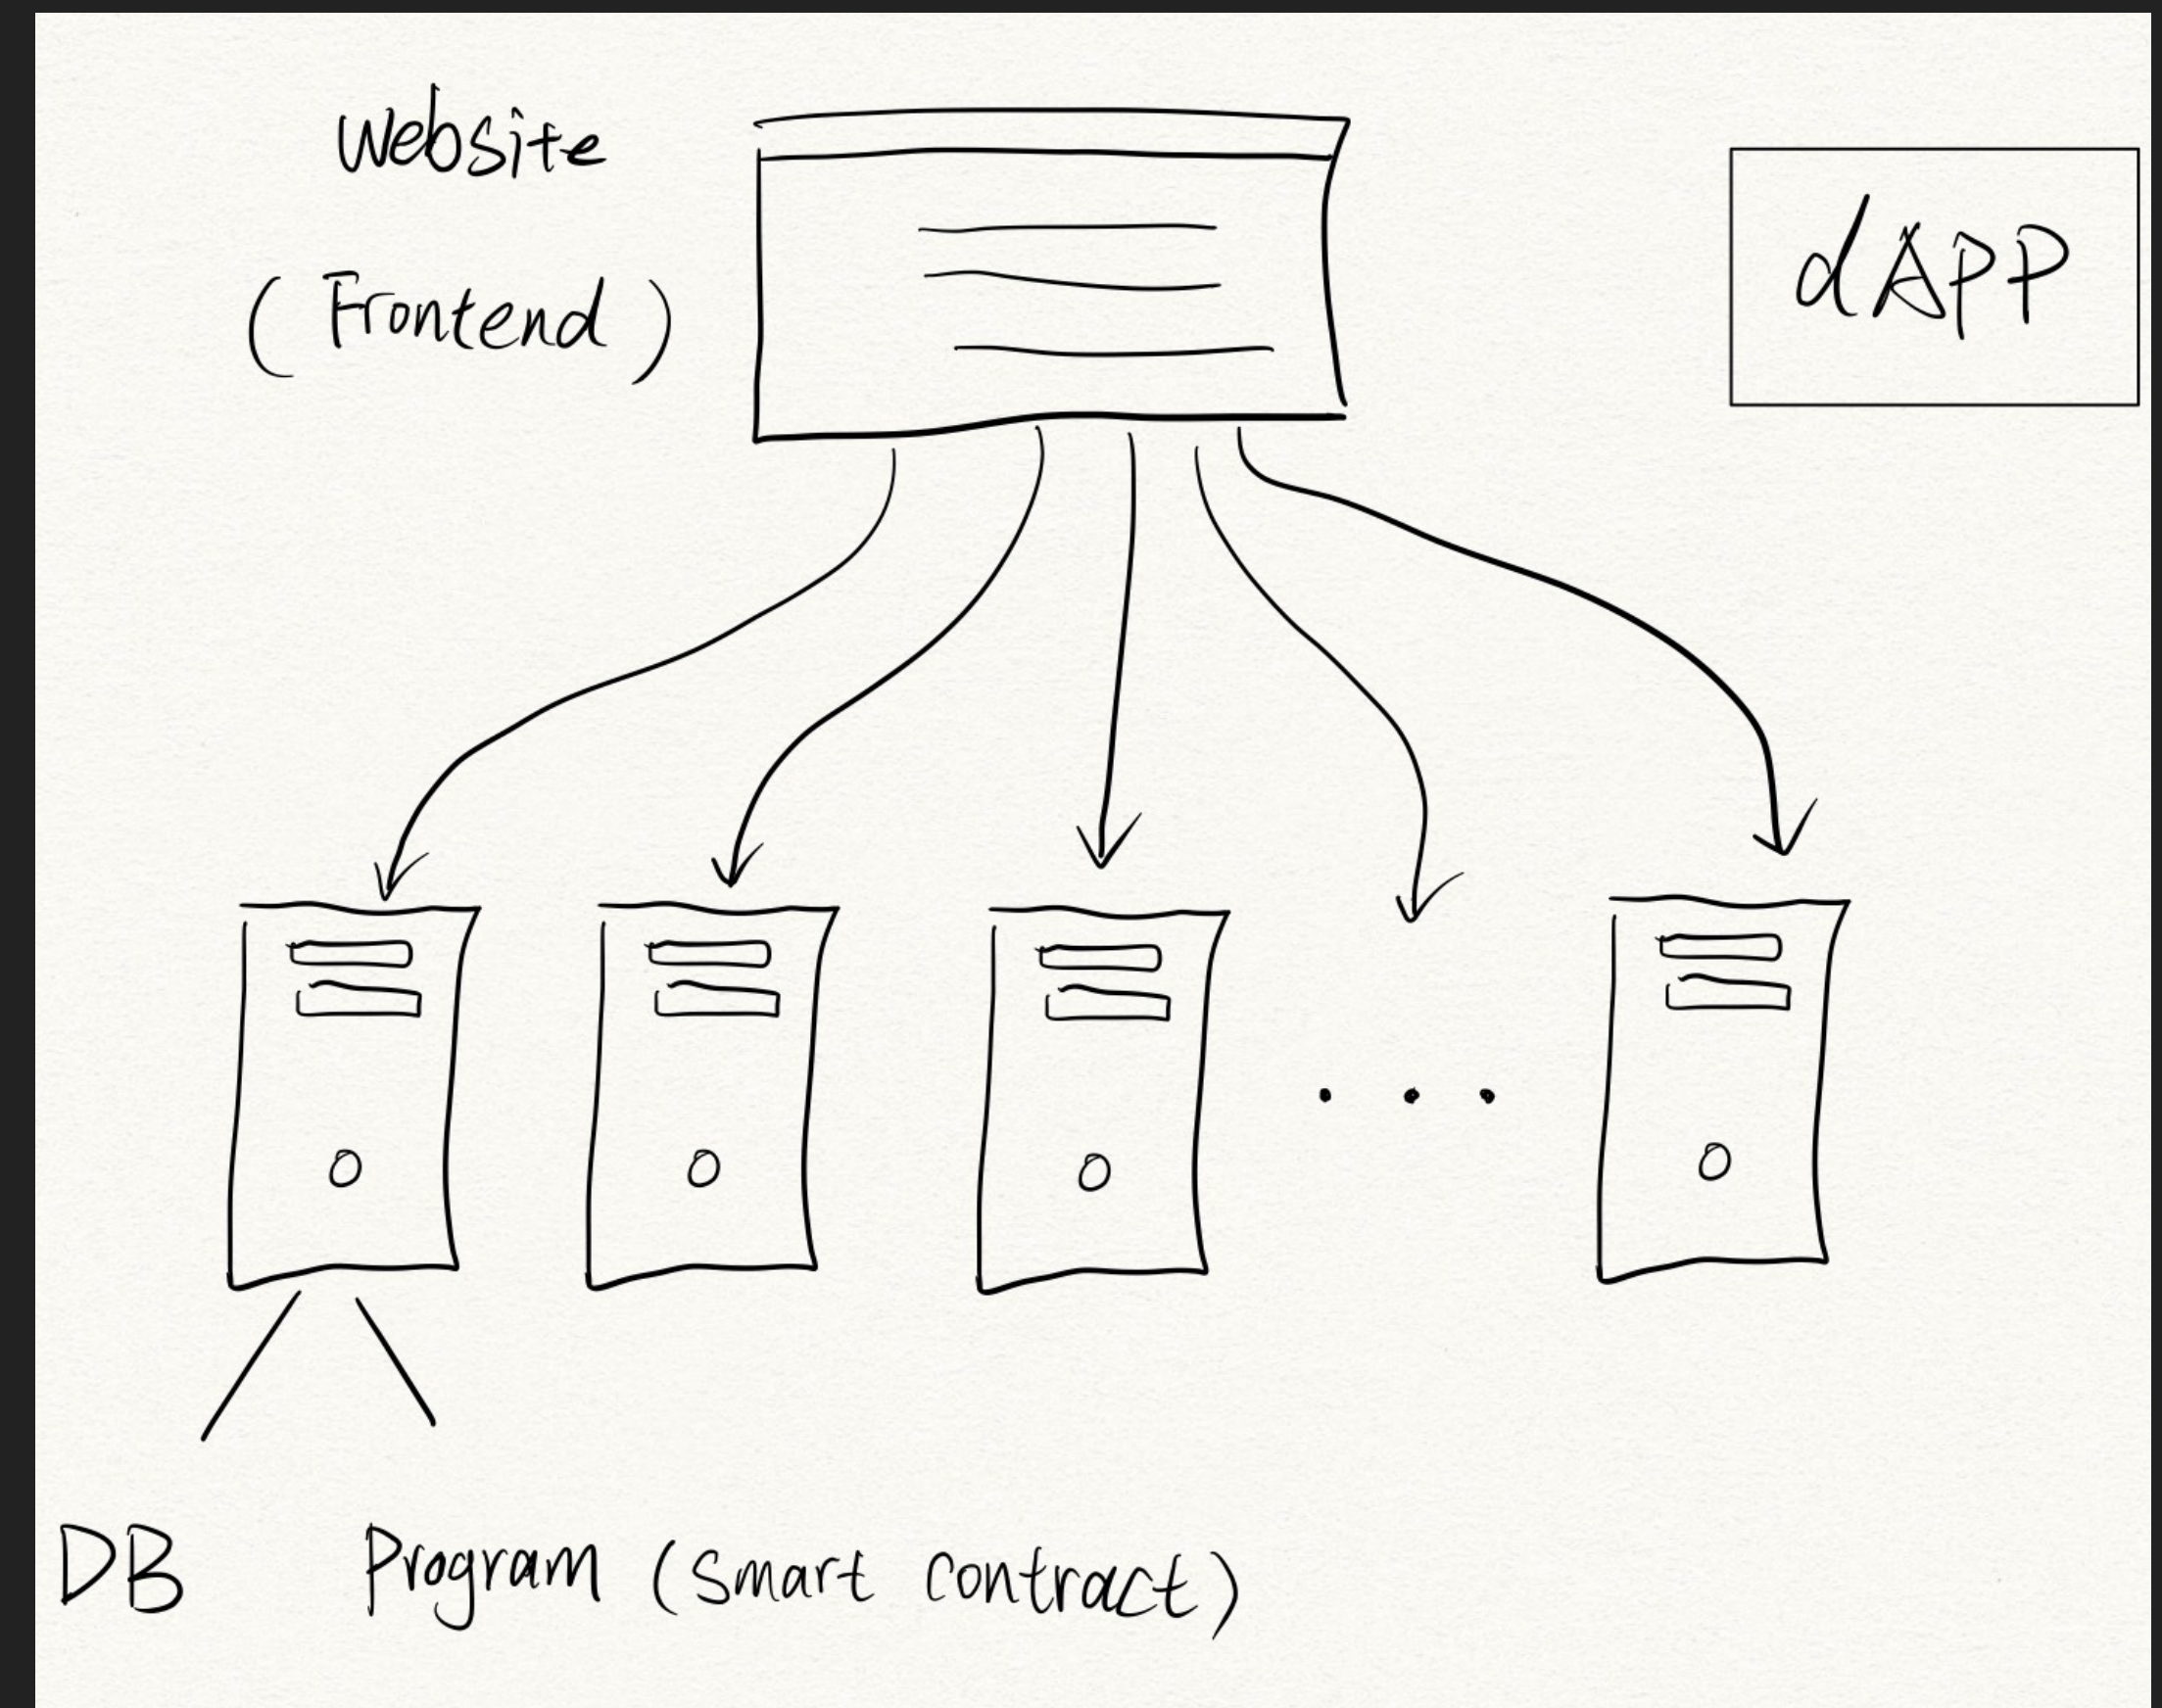 Website
(Frontend)
dAPP
DB
Program (smart contract)